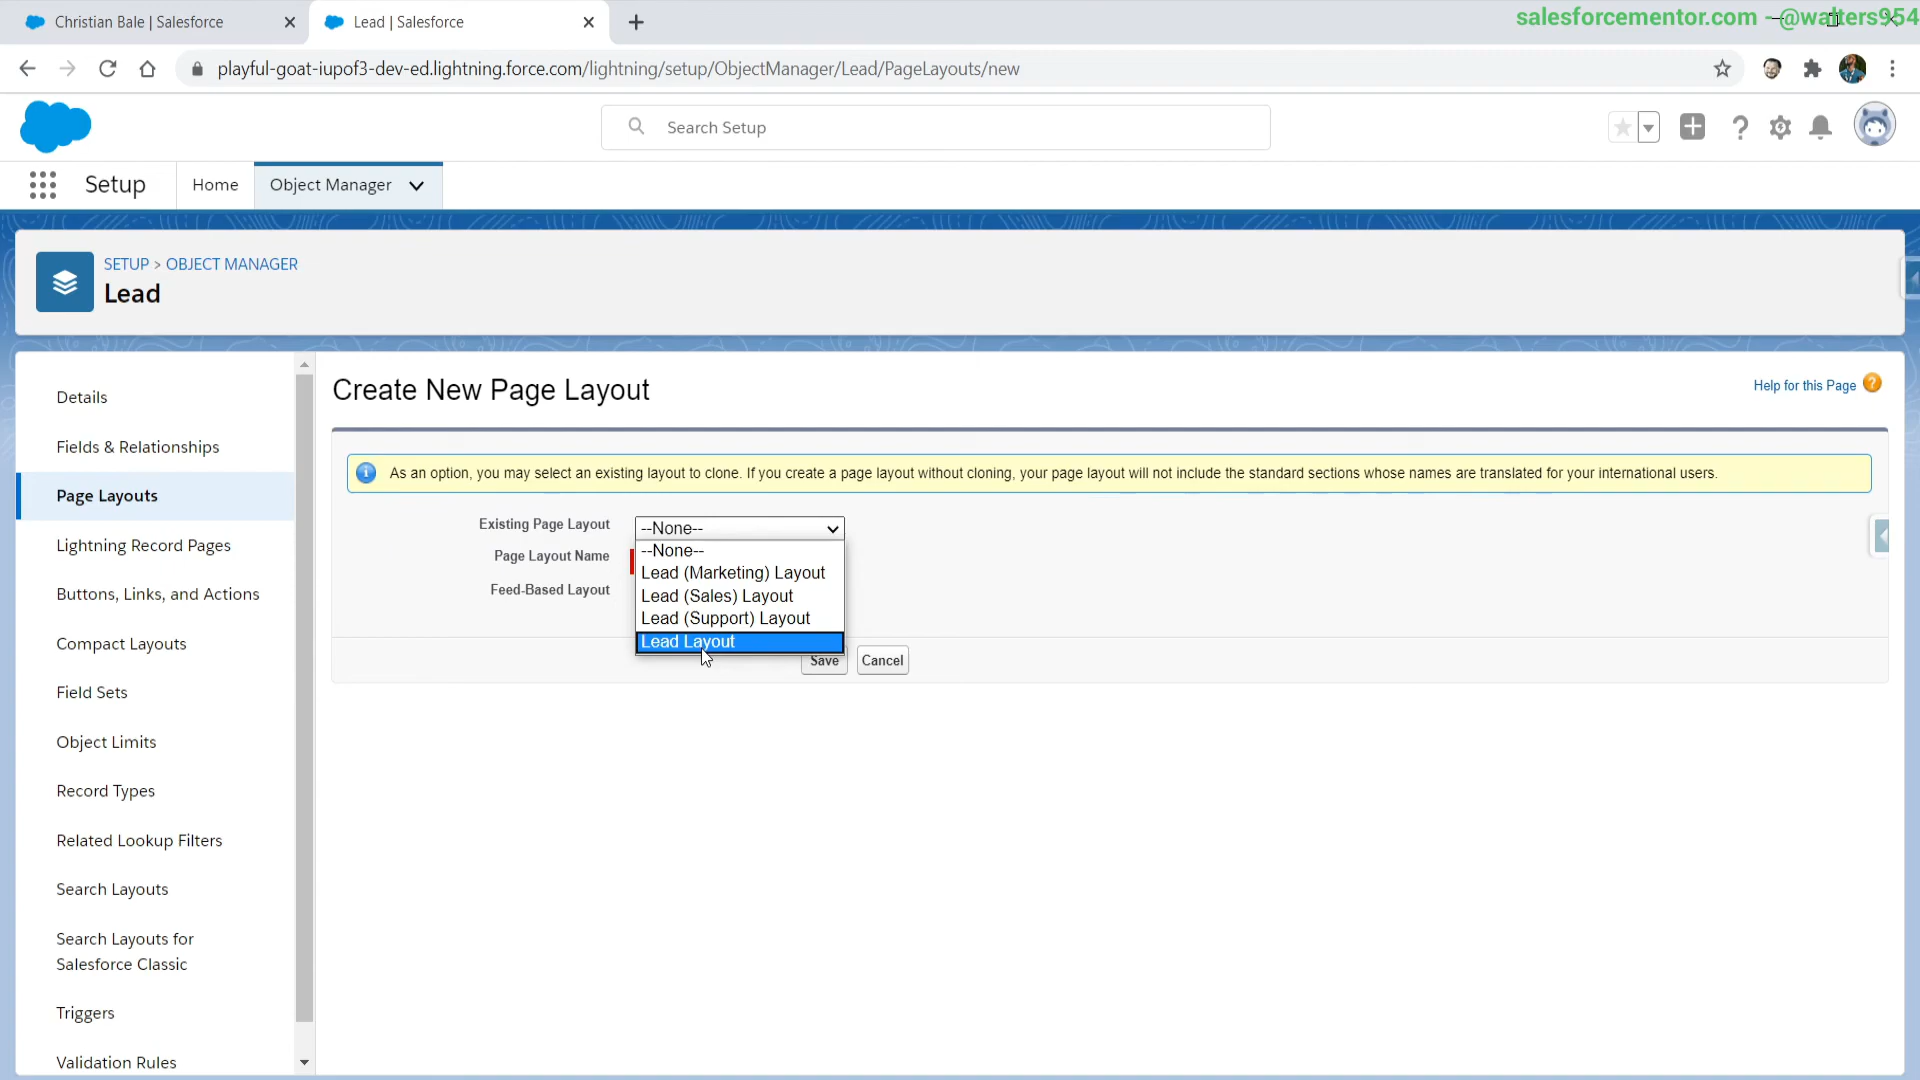 Christian Bale | Salesforce
Lead | Salesforce
salesforcementor.com - @walters954
playful-goat-iupof3-dev-ed.lightning.force.com/lightning/setup/ObjectManager/Lead/PageLayouts/new
Search Setup
Setup
Home
Object Manager
SETUP > OBJECT MANAGER
Lead
Details
Fields & Relationships
Page Layouts
Lightning Record Pages
Buttons, Links, and Actions
Compact Layouts
Field Sets
Object Limits
Record Types
Related Lookup Filters
Search Layouts
Search Layouts for
Salesforce Classic
Triggers
Validation Rules
Create New Page Layout
Help for this Page
As an option, you may select an existing layout to clone. If you create a page layout without cloning, your page layout will not include the standard sections whose names are translated for your international users.
Existing Page Layout
--None--
Page Layout Name
Feed-Based Layout
--None--
Lead (Marketing) Layout
Lead (Sales) Layout
Lead (Support) Layout
Lead Layout
Save
Cancel